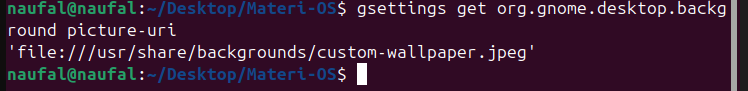 naufal@naufal:~/Desktop/Materi-OS$ gsettings get org.gnome.desktop.backg
round picture-uri
'file:///usr/share/backgrounds/custom-wallpaper.jpeg'
naufal@naufal:~/Desktop/Materi-OS$